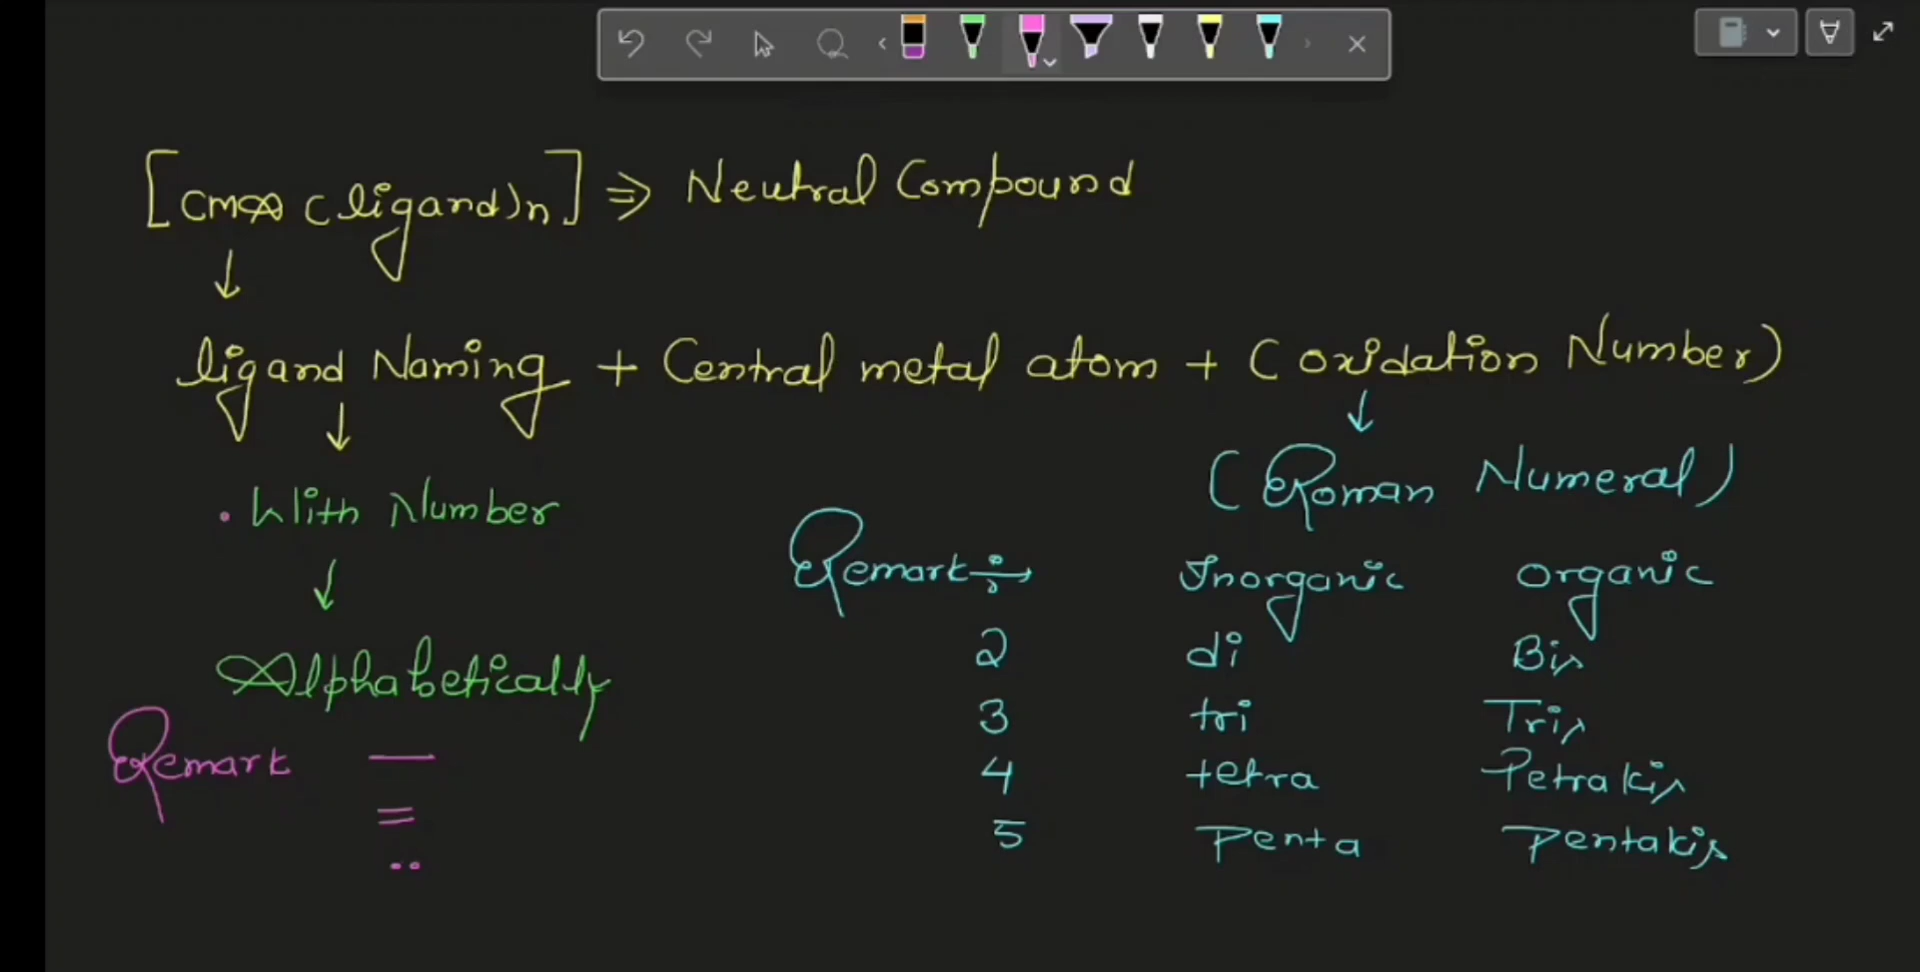 [CMA (ligand)n] ⇒ Neutral Compound
↓
ligand Naming + Central metal atom + (oxidation Number)
↓ ↓
• With Number
(Roman Numeral)
↓
Alphabetically
Remark :→ Inorganic organic
2 di Bis
3 tri Tris
4 tetra Tetrakis
5 Penta Pentakis
Remark —
=
..